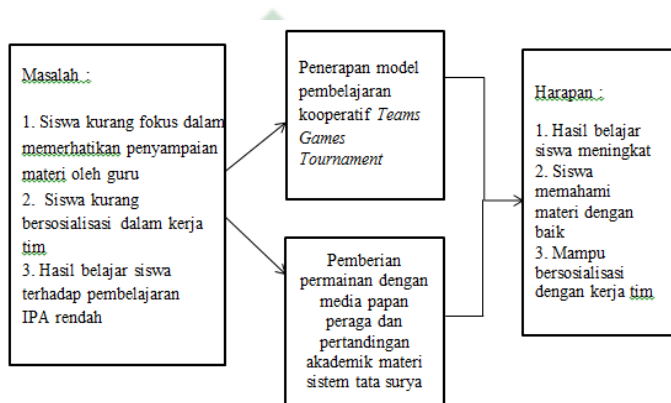 Masalah :
1. Siswa kurang fokus dalam
memerhatikan penyampaian
materi oleh guru
2. Siswa kurang
bersosialisasi dalam kerja
tim
3. Hasil belajar siswa
terhadap pembelajaran
IPA rendah
Penerapan model
pembelajaran
kooperatif Teams
Games
Tournament
Pemberian
permainan dengan
media papan
peraga dan
pertandingan
akademik materi
sistem tata surya
Harapan :
1. Hasil belajar
siswa meningkat
2. Siswa
memahami
materi dengan
baik
3. Mampu
bersosialisasi
dengan kerja tim